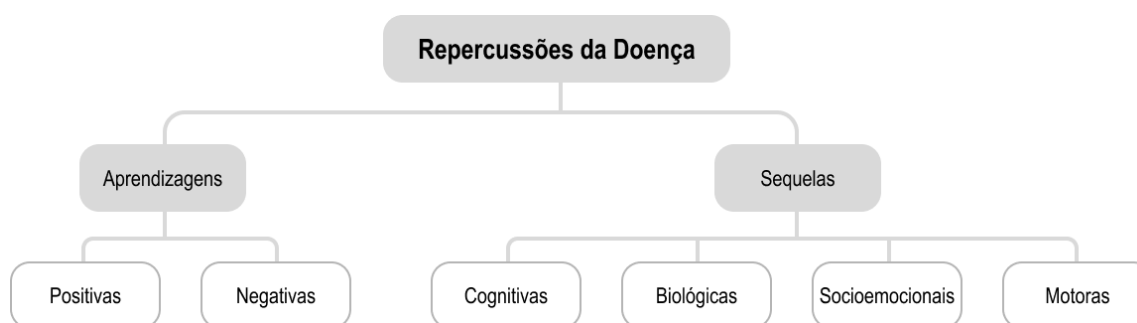 Repercussões da Doença
Aprendizagens
Sequelas
Positivas
Negativas
Cognitivas
Biológicas
Socioemocionais
Motoras